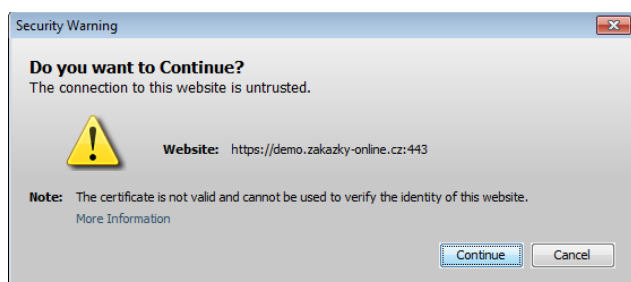 Security Warning
Do you want to Continue?
The connection to this website is untrusted.
Website: https://demo.zakazky-online.cz:443
Note: The certificate is not valid and cannot be used to verify the identity of this website.
More Information
Continue Cancel